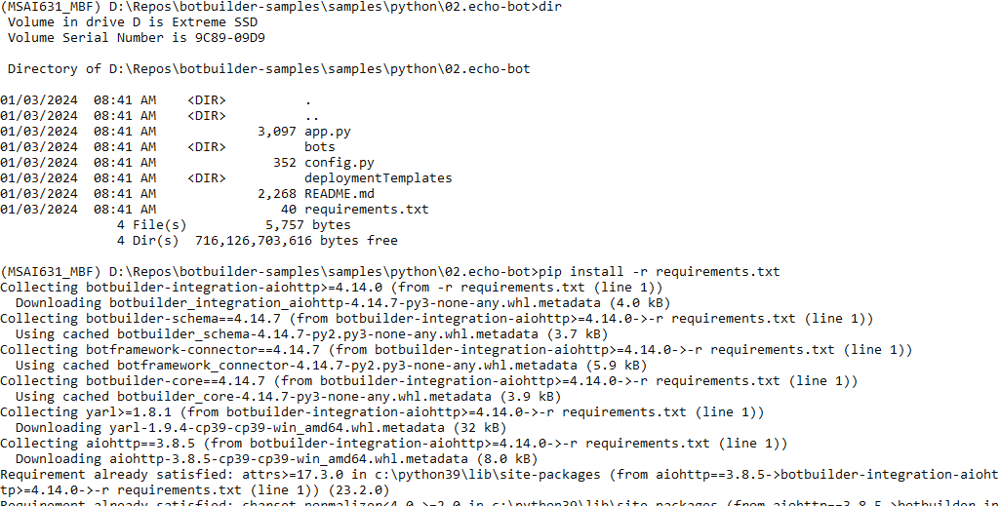 (MSAI631_MBF) D:\Repos\botbuilder-samples\samples\python\02.echo-bot>dir
 Volume in drive D is Extreme SSD
 Volume Serial Number is 9C89-09D9
 Directory of D:\Repos\botbuilder-samples\samples\python\02.echo-bot
01/03/2024  08:41 AM    <DIR>          .
01/03/2024  08:41 AM    <DIR>          ..
01/03/2024  08:41 AM             3,097 app.py
01/03/2024  08:41 AM    <DIR>          bots
01/03/2024  08:41 AM               352 config.py
01/03/2024  08:41 AM    <DIR>          deploymentTemplates
01/03/2024  08:41 AM             2,268 README.md
01/03/2024  08:41 AM                40 requirements.txt
               4 File(s)          5,757 bytes
               4 Dir(s)  716,126,703,616 bytes free
(MSAI631_MBF) D:\Repos\botbuilder-samples\samples\python\02.echo-bot>pip install -r requirements.txt
Collecting botbuilder-integration-aiohttp>=4.14.0 (from -r requirements.txt (line 1))
  Downloading botbuilder_integration_aiohttp-4.14.7-py3-none-any.whl.metadata (4.0 kB)
Collecting botbuilder-schema==4.14.7 (from botbuilder-integration-aiohttp>=4.14.0->-r requirements.txt (line 1))
  Using cached botbuilder_schema-4.14.7-py2.py3-none-any.whl.metadata (3.7 kB)
Collecting botframework-connector==4.14.7 (from botbuilder-integration-aiohttp>=4.14.0->-r requirements.txt (line 1))
  Using cached botframework_connector-4.14.7-py2.py3-none-any.whl.metadata (5.9 kB)
Collecting botbuilder-core==4.14.7 (from botbuilder-integration-aiohttp>=4.14.0->-r requirements.txt (line 1))
  Using cached botbuilder_core-4.14.7-py3-none-any.whl.metadata (3.9 kB)
Collecting yarl>=1.8.1 (from botbuilder-integration-aiohttp>=4.14.0->-r requirements.txt (line 1))
  Downloading yarl-1.9.4-cp39-cp39-win_amd64.whl.metadata (32 kB)
Collecting aiohttp==3.8.5 (from botbuilder-integration-aiohttp>=4.14.0->-r requirements.txt (line 1))
  Downloading aiohttp-3.8.5-cp39-cp39-win_amd64.whl.metadata (8.0 kB)
Requirement already satisfied: attrs>=17.3.0 in c:\python39\lib\site-packages (from aiohttp==3.8.5->botbuilder-integration-aioht
tp>=4.14.0->-r requirements.txt (line 1)) (23.2.0)
Requirement already satisfied: charset-normalizer<4.0,>=2.0 in c:\python39\lib\site-packages (from aiohttp==3.8.5->botbuilder-in